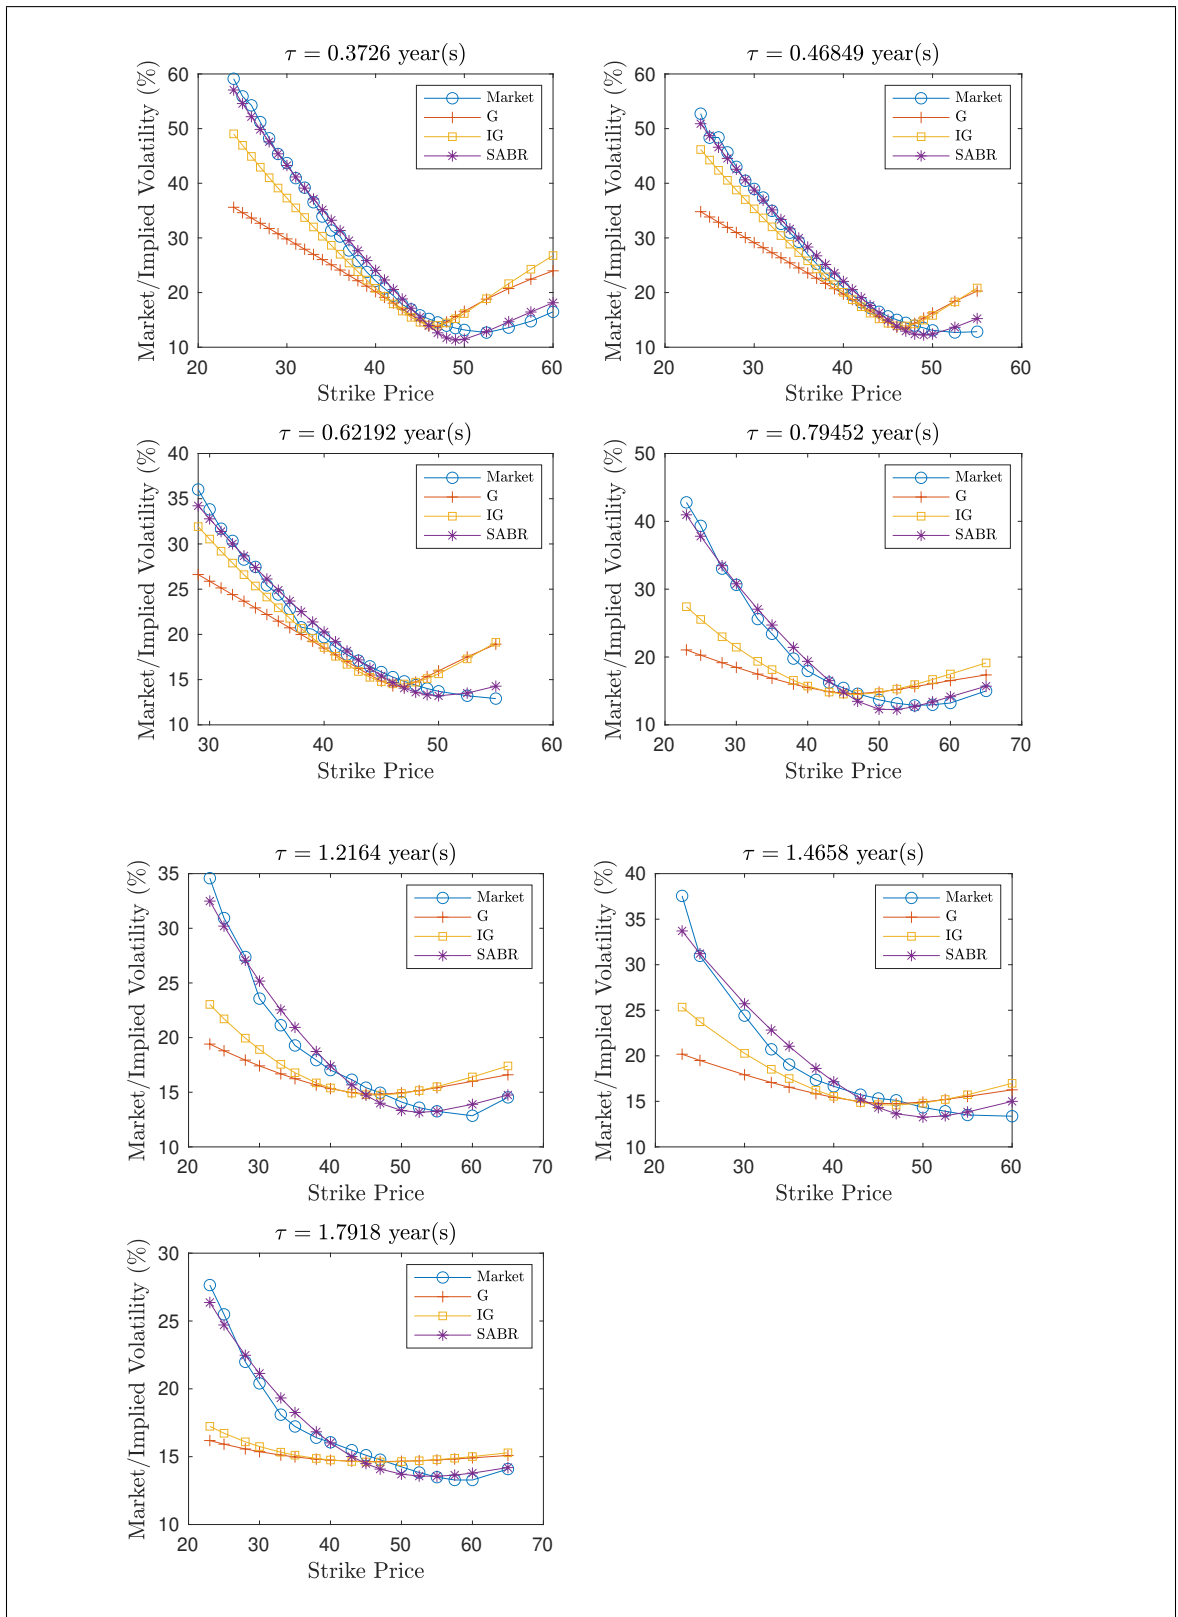 τ = 0.3726 year(s)
Market/Implied Volatility (%)
60
50
40
30
20
10
Market
G
IG
SABR
20 30 40 50 60
Strike Price
τ = 0.46849 year(s)
Market/Implied Volatility (%)
60
50
40
30
20
10
Market
G
IG
SABR
20 30 40 50 60
Strike Price
τ = 0.62192 year(s)
Market/Implied Volatility (%)
40
35
30
25
20
15
10
Market
G
IG
SABR
30 40 50 60
Strike Price
τ = 0.79452 year(s)
Market/Implied Volatility (%)
50
40
30
20
10
Market
G
IG
SABR
20 30 40 50 60 70
Strike Price
τ = 1.2164 year(s)
Market/Implied Volatility (%)
35
30
25
20
15
10
Market
G
IG
SABR
20 30 40 50 60 70
Strike Price
τ = 1.4658 year(s)
Market/Implied Volatility (%)
40
35
30
25
20
15
10
Market
G
IG
SABR
20 30 40 50 60
Strike Price
τ = 1.7918 year(s)
Market/Implied Volatility (%)
30
25
20
15
10
Market
G
IG
SABR
20 30 40 50 60 70
Strike Price